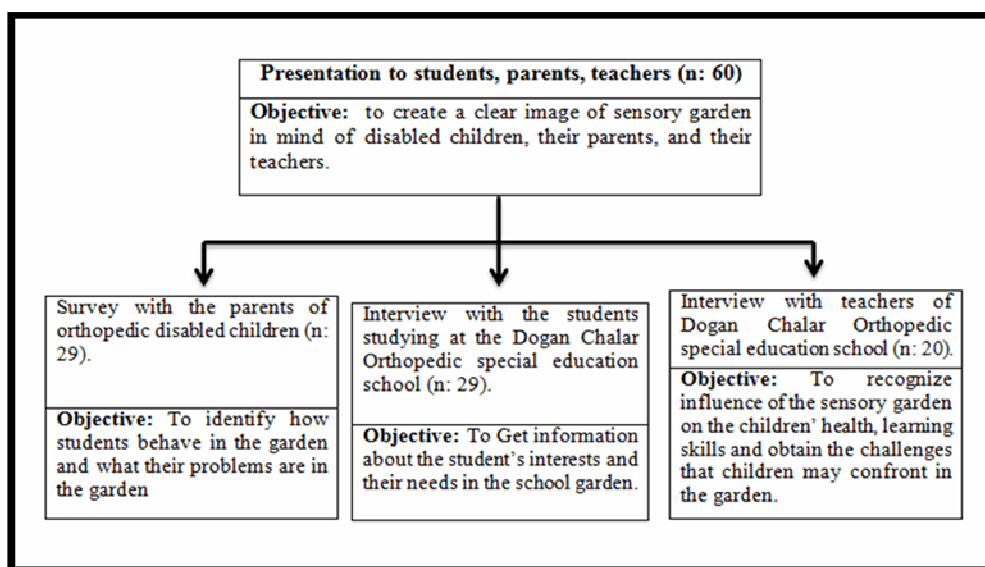 Presentation to students, parents, teachers (n: 60)
Objective: to create a clear image of sensory garden
in mind of disabled children, their parents, and their
teachers.
Survey with the parents of
orthopedic disabled children (n:
29).
Objective: To identify how
students behave in the garden
and what their problems are in
the garden
Interview with the students
studying at the Dogan Chalar
Orthopedic special education
school (n: 29).
Objective: To Get information
about the student's interests and
their needs in the school garden.
Interview with teachers of
Dogan Chalar Orthopedic
special education school (n: 20).
Objective: To recognize
influence of the sensory garden
on the children' health, learning
skills and obtain the challenges
that children may confront in
the garden.